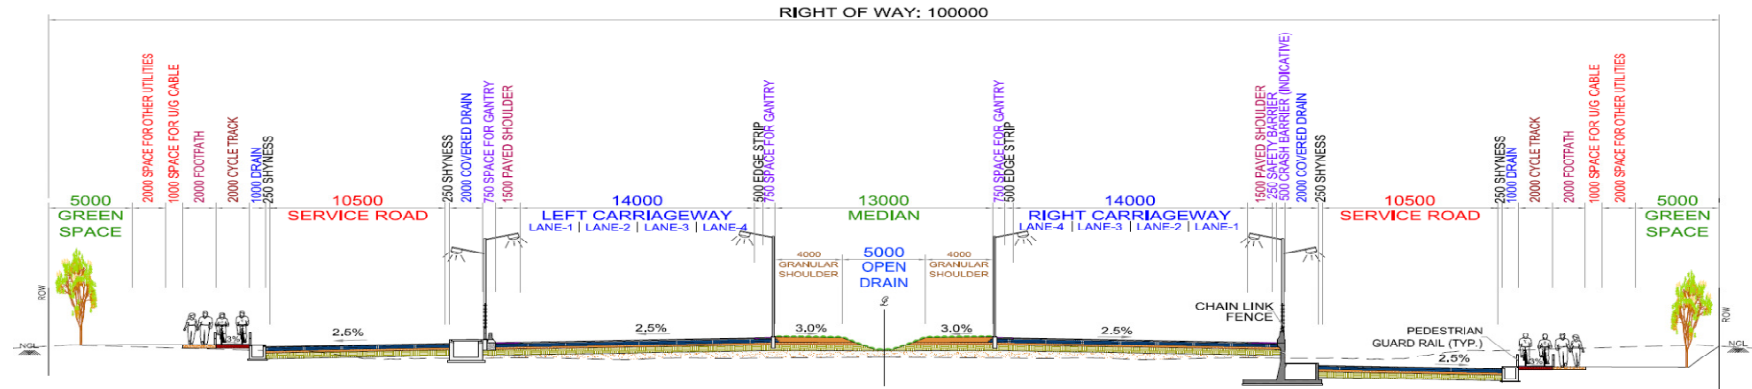 RIGHT OF WAY: 100000
5000
GREEN
SPACE
2000 SPACE FOR OTHER UTILITIES
1000 SPACE FOR U/G CABLE
2000 FOOTPATH
2000 CYCLE TRACK
1000 DRAIN
250 SHYNESS
10500
SERVICE ROAD
250 SHYNESS
2000 COVERED DRAIN
750 SPACE FOR GANTRY
1500 PAVED SHOULDER
14000
LEFT CARRIAGEWAY
LANE-1 | LANE-2 | LANE-3 | LANE-4
500 EDGE STRIP
750 SPACE FOR GANTRY
13000
MEDIAN
4000
GRANULAR
SHOULDER
5000
OPEN
DRAIN
4000
GRANULAR
SHOULDER
750 SPACE FOR GANTRY
500 EDGE STRIP
14000
RIGHT CARRIAGEWAY
LANE-4 | LANE-3 | LANE-2 | LANE-1
1500 PAVED SHOULDER
250 SAFETY BARRIER
500 CRASH BARRIER (INDICATIVE)
2000 COVERED DRAIN
250 SHYNESS
10500
SERVICE ROAD
250 SHYNESS
1000 DRAIN
2000 CYCLE TRACK
2000 FOOTPATH
1000 SPACE FOR U/G CABLE
2000 SPACE FOR OTHER UTILITIES
5000
GREEN
SPACE
ROW
NGL
3%
2.5%
2.5%
3.0%
3.0%
2.5%
CHAIN LINK
FENCE
PEDESTRIAN
GUARD RAIL (TYP.)
2.5%
3%
ROW
NGL